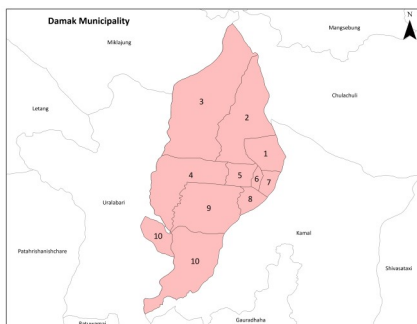 Damak Municipality
N
Mangsebung
Miklajung
3
Chulachuli
Letang
2
1
4
5
6
7
8
Uralabari
9
10
Kamal
10
Patahrishanishchare
Shivasataxi
Gauradhaha